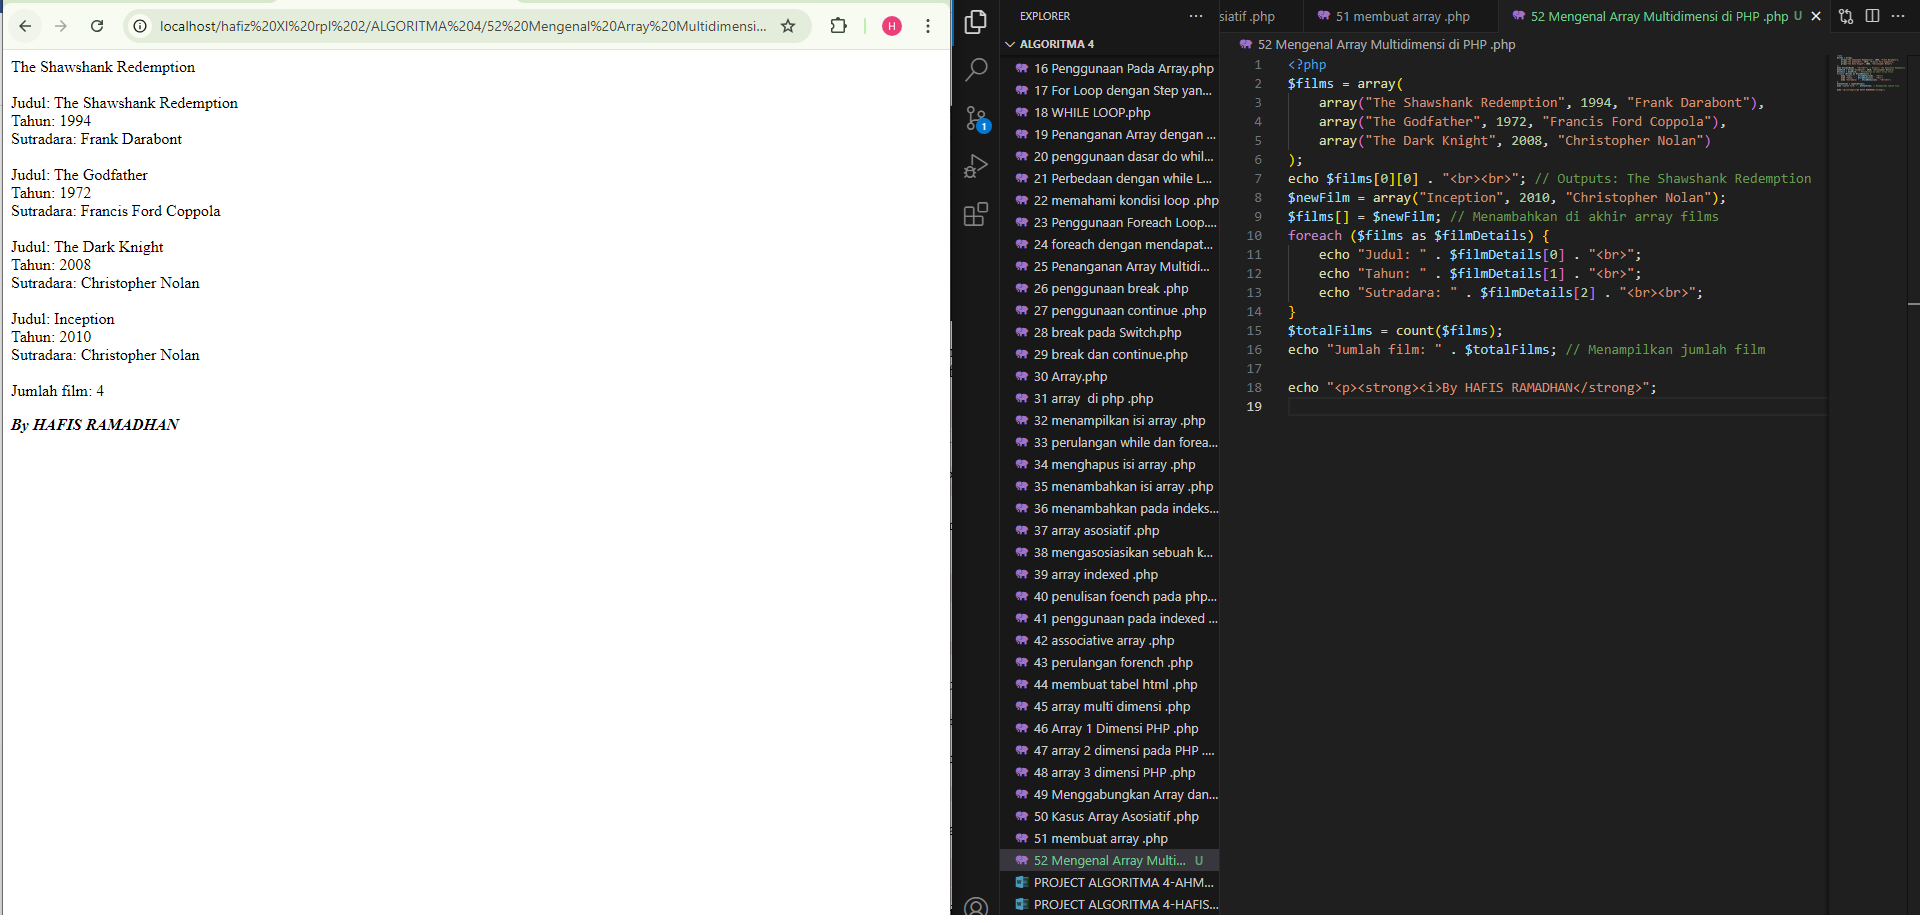 localhost/hafiz%20XI%20rpl%202/ALGORITMA%204/52%20Mengenal%20Array%20Multidimensi...
H
The Shawshank Redemption
Judul: The Shawshank Redemption
Tahun: 1994
Sutradara: Frank Darabont
Judul: The Godfather
Tahun: 1972
Sutradara: Francis Ford Coppola
Judul: The Dark Knight
Tahun: 2008
Sutradara: Christopher Nolan
Judul: Inception
Tahun: 2010
Sutradara: Christopher Nolan
Jumlah film: 4
By HAFIS RAMADHAN
1
EXPLORER
ALGORITMA 4
16 Penggunaan Pada Array.php
17 For Loop dengan Step yan...
18 WHILE LOOP.php
19 Penanganan Array dengan ...
20 penggunaan dasar do whil...
21 Perbedaan dengan while L...
22 memahami kondisi loop .php
23 Penggunaan Foreach Loop....
24 foreach dengan mendapat...
25 Penanganan Array Multidi...
26 penggunaan break .php
27 penggunaan continue .php
28 break pada Switch.php
29 break dan continue.php
30 Array.php
31 array  di php .php
32 menampilkan isi array .php
33 perulangan while dan forea...
34 menghapus isi array .php
35 menambahkan isi array .php
36 menambahkan pada indeks...
37 array asosiatif .php
38 mengasosiasikan sebuah k...
39 array indexed .php
40 penulisan foench pada php...
41 penggunaan pada indexed ...
42 associative array .php
43 perulangan forench .php
44 membuat tabel html .php
45 array multi dimensi .php
46 Array 1 Dimensi PHP .php
47 array 2 dimensi pada PHP ....
48 array 3 dimensi PHP .php
49 Menggabungkan Array dan...
50 Kasus Array Asosiatif .php
51 membuat array .php
52 Mengenal Array Multi... U
PROJECT ALGORITMA 4-AHM...
PROJECT ALGORITMA 4-HAFIS...
siatif .php
51 membuat array .php
52 Mengenal Array Multidimensi di PHP .php U
52 Mengenal Array Multidimensi di PHP .php
1 <?php
2 $films = array(
3     array("The Shawshank Redemption", 1994, "Frank Darabont"),
4     array("The Godfather", 1972, "Francis Ford Coppola"),
5     array("The Dark Knight", 2008, "Christopher Nolan")
6 );
7 echo $films[0][0] . "<br><br>"; // Outputs: The Shawshank Redemption
8 $newFilm = array("Inception", 2010, "Christopher Nolan");
9 $films[] = $newFilm; // Menambahkan di akhir array films
10 foreach ($films as $filmDetails) {
11     echo "Judul: " . $filmDetails[0] . "<br>";
12     echo "Tahun: " . $filmDetails[1] . "<br>";
13     echo "Sutradara: " . $filmDetails[2] . "<br><br>";
14 }
15 $totalFilms = count($films);
16 echo "Jumlah film: " . $totalFilms; // Menampilkan jumlah film
17
18 echo "<p><strong><i>By HAFIS RAMADHAN</strong>";
19